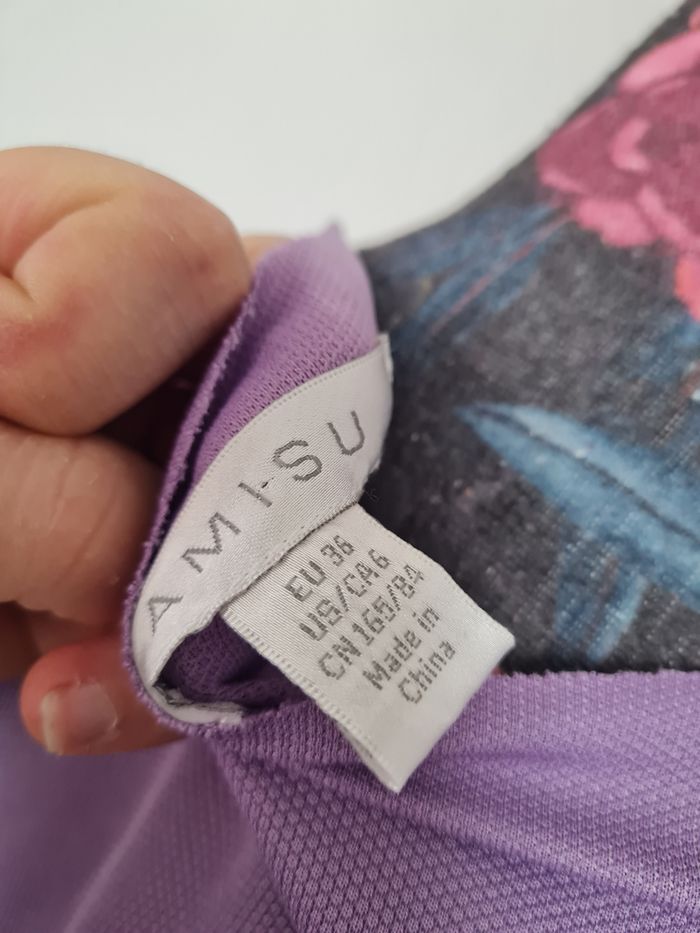 AMISU
EU 36
US/CA 6
CN 165/84
Made in
China